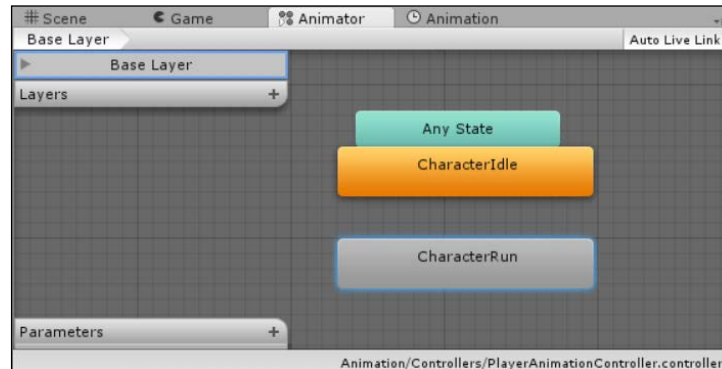 Scene Game Animator Animation
Base Layer Auto Live Link
Base Layer
Layers +
Any State
CharacterIdle
CharacterRun
Parameters +
Animation/Controllers/PlayerAnimationController.controller